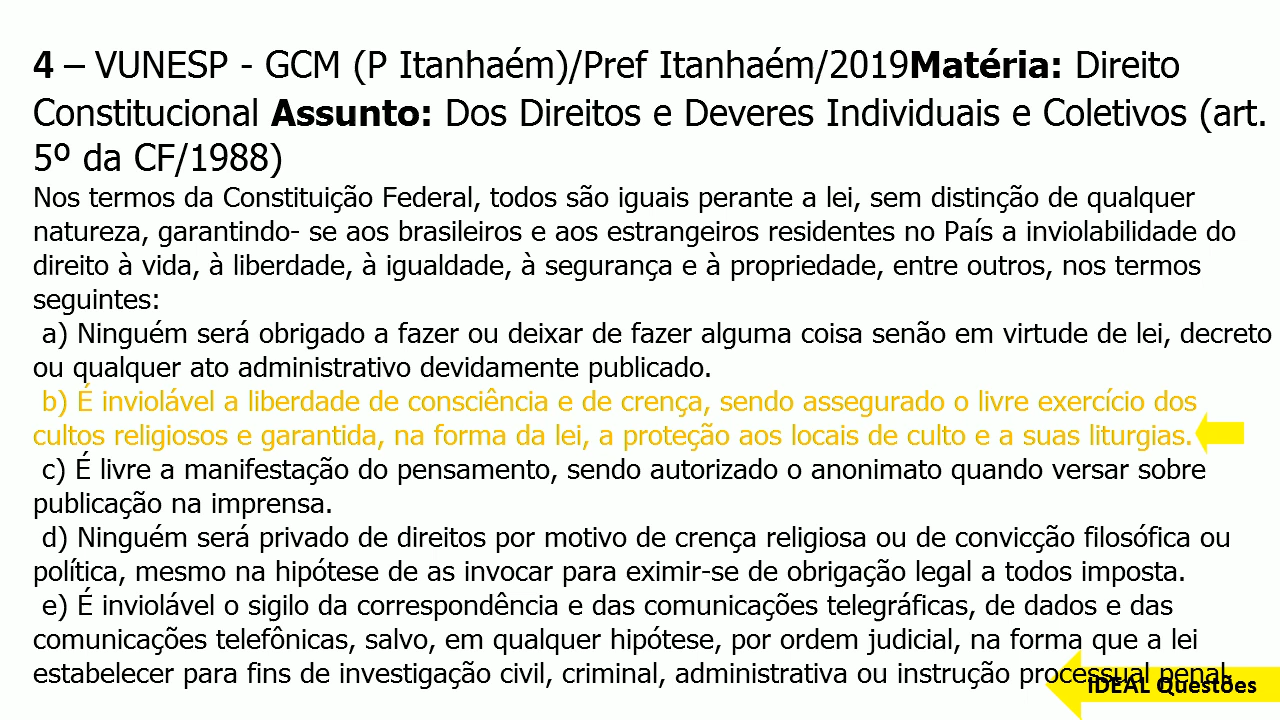 4 – VUNESP - GCM (P Itanhaém)/Pref Itanhaém/2019Matéria: Direito
Constitucional Assunto: Dos Direitos e Deveres Individuais e Coletivos (art.
5º da CF/1988)
Nos termos da Constituição Federal, todos são iguais perante a lei, sem distinção de qualquer
natureza, garantindo- se aos brasileiros e aos estrangeiros residentes no País a inviolabilidade do
direito à vida, à liberdade, à igualdade, à segurança e à propriedade, entre outros, nos termos
seguintes:
a) Ninguém será obrigado a fazer ou deixar de fazer alguma coisa senão em virtude de lei, decreto
ou qualquer ato administrativo devidamente publicado.
b) É inviolável a liberdade de consciência e de crença, sendo assegurado o livre exercício dos
cultos religiosos e garantida, na forma da lei, a proteção aos locais de culto e a suas liturgias.
c) É livre a manifestação do pensamento, sendo autorizado o anonimato quando versar sobre
publicação na imprensa.
d) Ninguém será privado de direitos por motivo de crença religiosa ou de convicção filosófica ou
política, mesmo na hipótese de as invocar para eximir-se de obrigação legal a todos imposta.
e) É inviolável o sigilo da correspondência e das comunicações telegráficas, de dados e das
comunicações telefônicas, salvo, em qualquer hipótese, por ordem judicial, na forma que a lei
estabelecer para fins de investigação civil, criminal, administrativa ou instrução processual penal.
IDEAL Questões